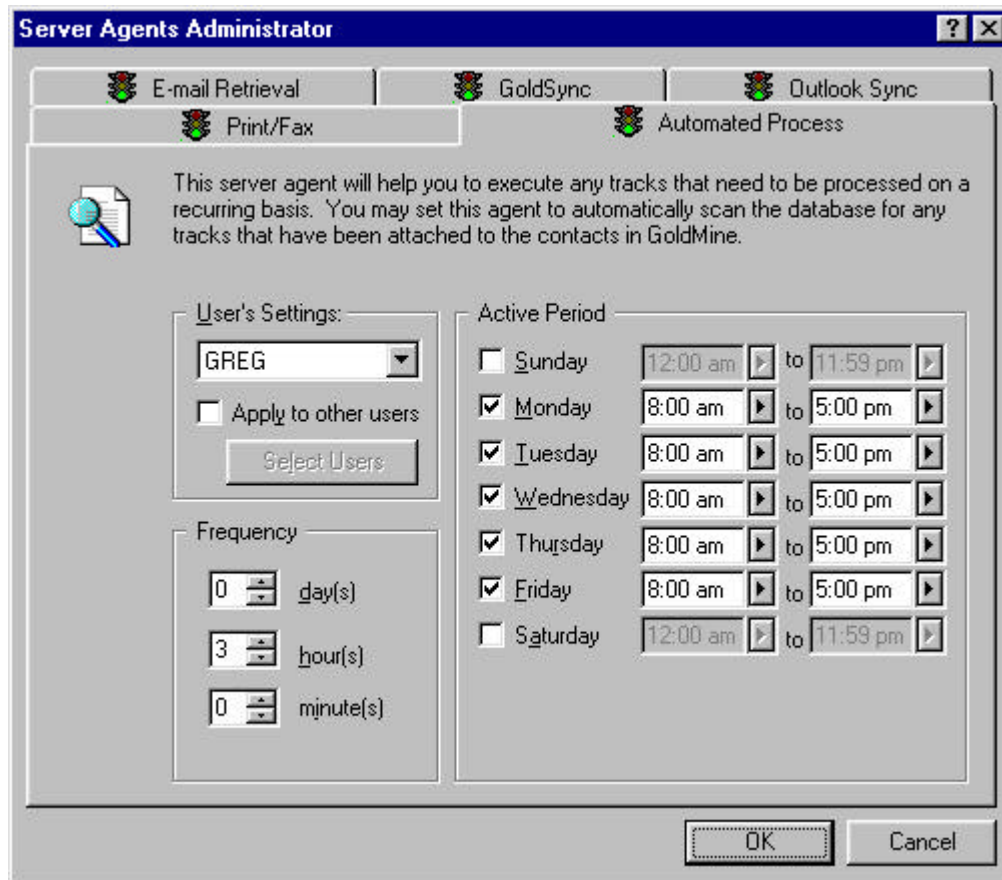 Server Agents Administrator
E-mail Retrieval
GoldSync
Outlook Sync
Print/Fax
Automated Process
This server agent will help you to execute any tracks that need to be processed on a
recurring basis. You may set this agent to automatically scan the database for any
tracks that have been attached to the contacts in GoldMine.
User's Settings:
GREG
Apply to other users
Select Users
Frequency
0 day(s)
3 hour(s)
0 minute(s)
Active Period
Sunday 12:00 am to 11:59 pm
Monday 8:00 am to 5:00 pm
Tuesday 8:00 am to 5:00 pm
Wednesday 8:00 am to 5:00 pm
Thursday 8:00 am to 5:00 pm
Friday 8:00 am to 5:00 pm
Saturday 12:00 am to 11:59 pm
OK
Cancel